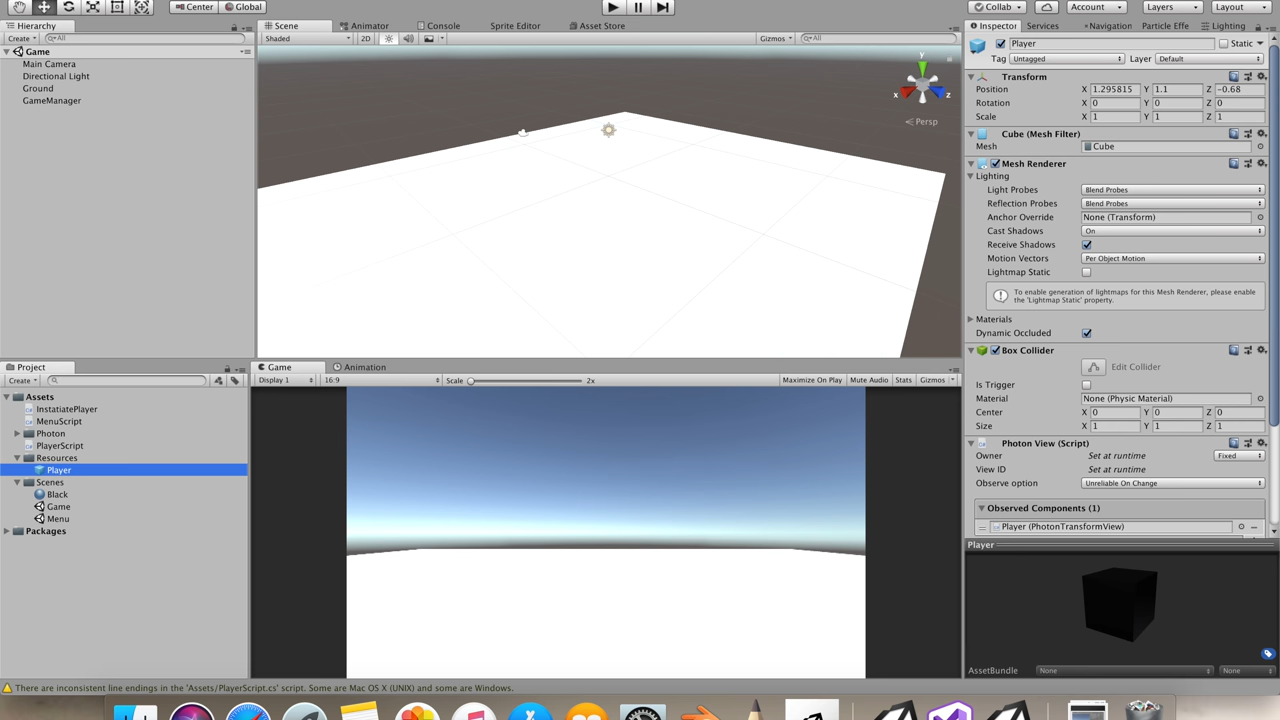 Center Global Collab Account Layers Layout
Hierarchy
Create All
Game
Main Camera
Directional Light
Ground
GameManager
Scene Animator Console Sprite Editor Asset Store
Shaded 2D Gizmos All
y
x z
Persp
Project
Create
Assets
InstatiatePlayer
MenuScript
Photon
PlayerScript
Resources
Player
Scenes
Black
Game
Menu
Packages
Game Animation
Display 1 16:9 Scale 2x Maximize On Play Mute Audio Stats Gizmos
Inspector Services Navigation Particle Effe Lighting
Player Static
Tag Untagged Layer Default
Transform
Position X 1.295815 Y 1.1 Z -0.68
Rotation X 0 Y 0 Z 0
Scale X 1 Y 1 Z 1
Cube (Mesh Filter)
Mesh Cube
Mesh Renderer
Lighting
Light Probes Blend Probes
Reflection Probes Blend Probes
Anchor Override None (Transform)
Cast Shadows On
Receive Shadows
Motion Vectors Per Object Motion
Lightmap Static
To enable generation of lightmaps for this Mesh Renderer, please enable
the 'Lightmap Static' property.
Materials
Dynamic Occluded
Box Collider
Edit Collider
Is Trigger
Material None (Physic Material)
Center X 0 Y 0 Z 0
Size X 1 Y 1 Z 1
Photon View (Script)
Owner Set at runtime Fixed
View ID Set at runtime
Observe option Unreliable On Change
Observed Components (1)
Player (PhotonTransformView)
Player
AssetBundle None None
There are inconsistent line endings in the 'Assets/PlayerScript.cs' script. Some are Mac OS X (UNIX) and some are Windows.